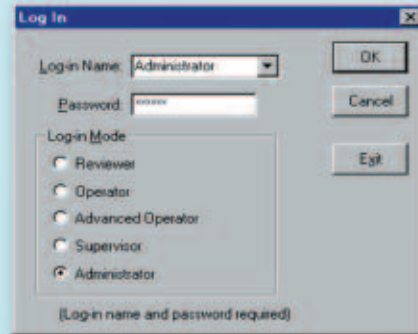 Log In
Log-in Name: Administrator
OK
Password: ******
Cancel
Log-in Mode
Exit
Reviewer
Operator
Advanced Operator
Supervisor
Administrator
(Log-in name and password required)